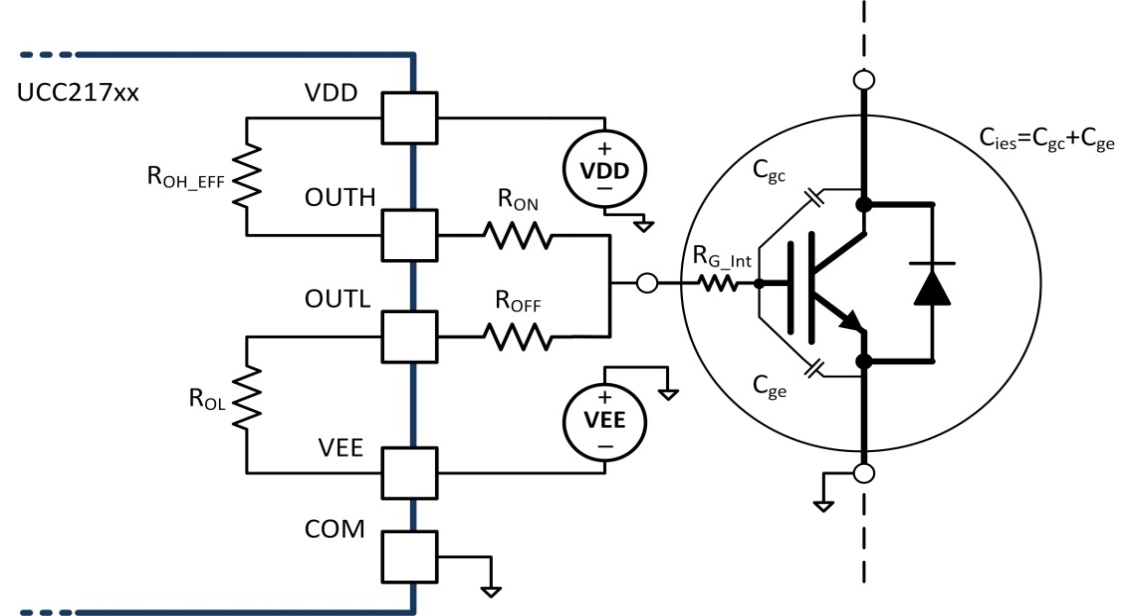 UCC217xx
VDD
+
VDD
−
R_OH_EFF
OUTH
R_ON
C_ies=C_gc+C_ge
C_gc
R_G_Int
OUTL
R_OFF
R_OL
C_ge
+
VEE
−
VEE
COM